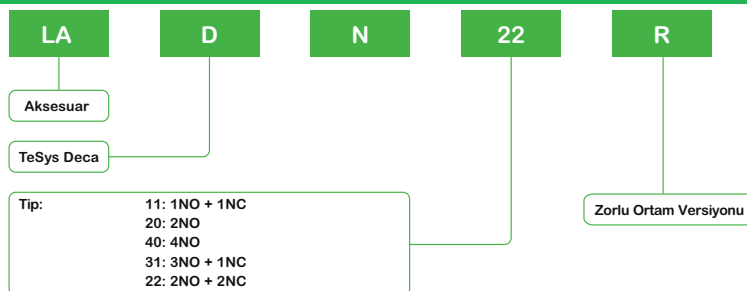 LA D N 22 R
Aksesuar
TeSys Deca
Tip: 11: 1NO + 1NC
20: 2NO
40: 4NO
31: 3NO + 1NC
22: 2NO + 2NC
Zorlu Ortam Versiyonu